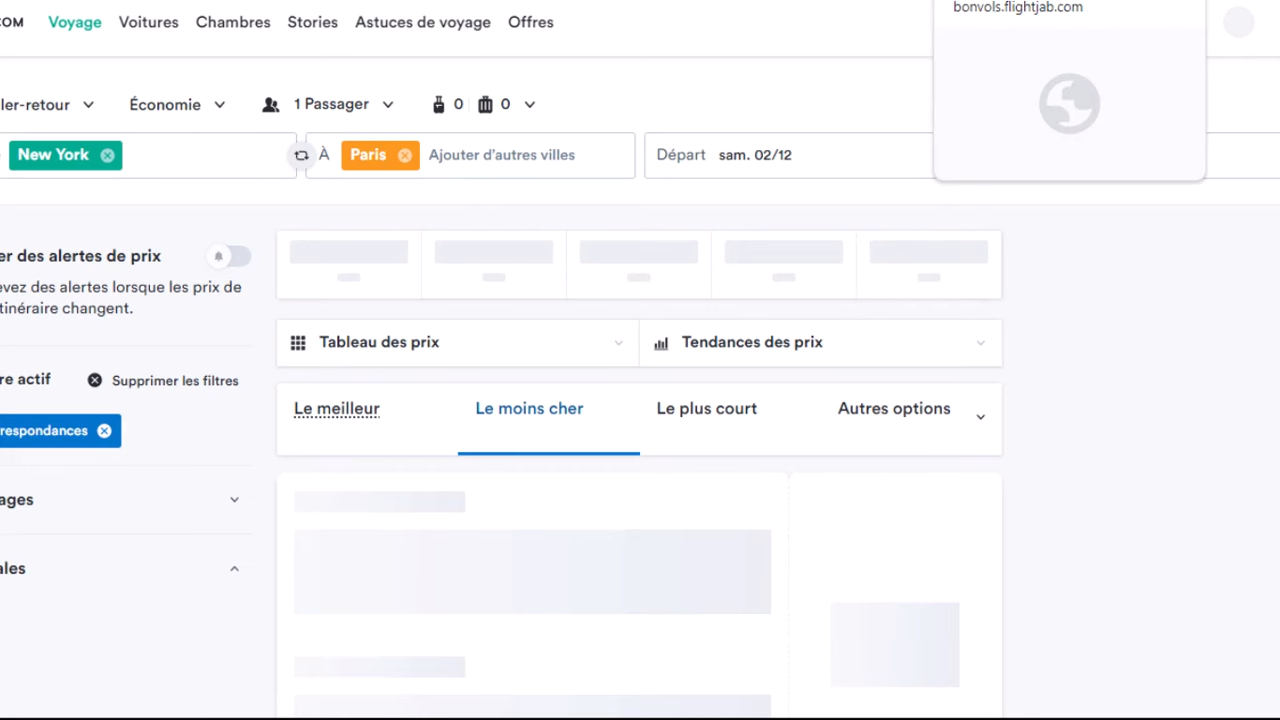 COM Voyage Voitures Chambres Stories Astuces de voyage Offres
bonvols.flightjab.com
ler-retour Économie 1 Passager 0 0
New York À Paris Ajouter d'autres villes Départ sam. 02/12
er des alertes de prix
evez des alertes lorsque les prix de
tinéraire changent.
Tableau des prix Tendances des prix
re actif Supprimer les filtres
Le meilleur Le moins cher Le plus court Autres options
respondances
ages
ales